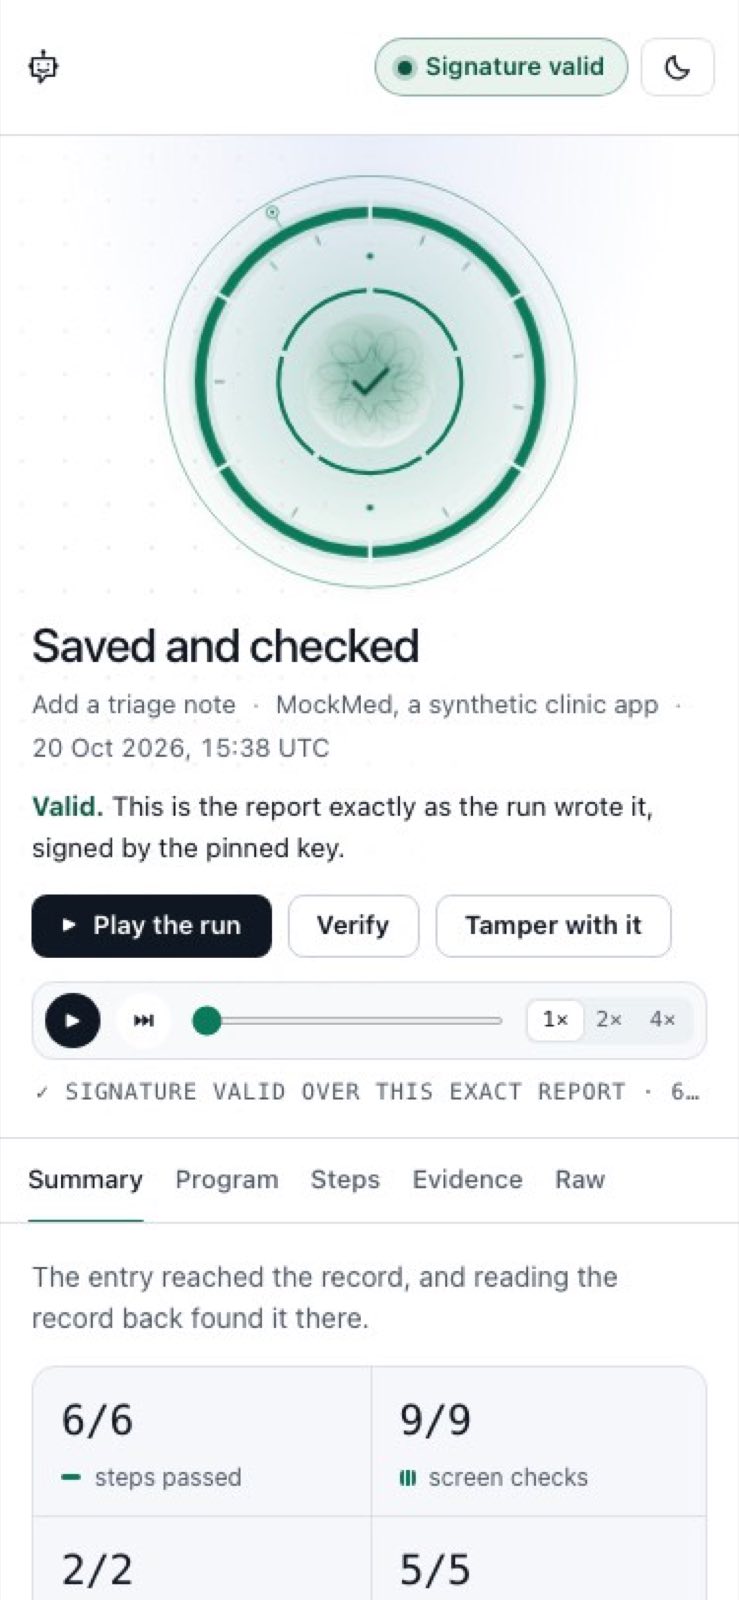 Signature valid
Saved and checked
Add a triage note · MockMed, a synthetic clinic app ·
20 Oct 2026, 15:38 UTC
Valid. This is the report exactly as the run wrote it,
signed by the pinned key.
Play the run
Verify
Tamper with it
1×
2×
4×
✓ SIGNATURE VALID OVER THIS EXACT REPORT · 6…
Summary
Program
Steps
Evidence
Raw
The entry reached the record, and reading the
record back found it there.
6/6
steps passed
9/9
screen checks
2/2
5/5